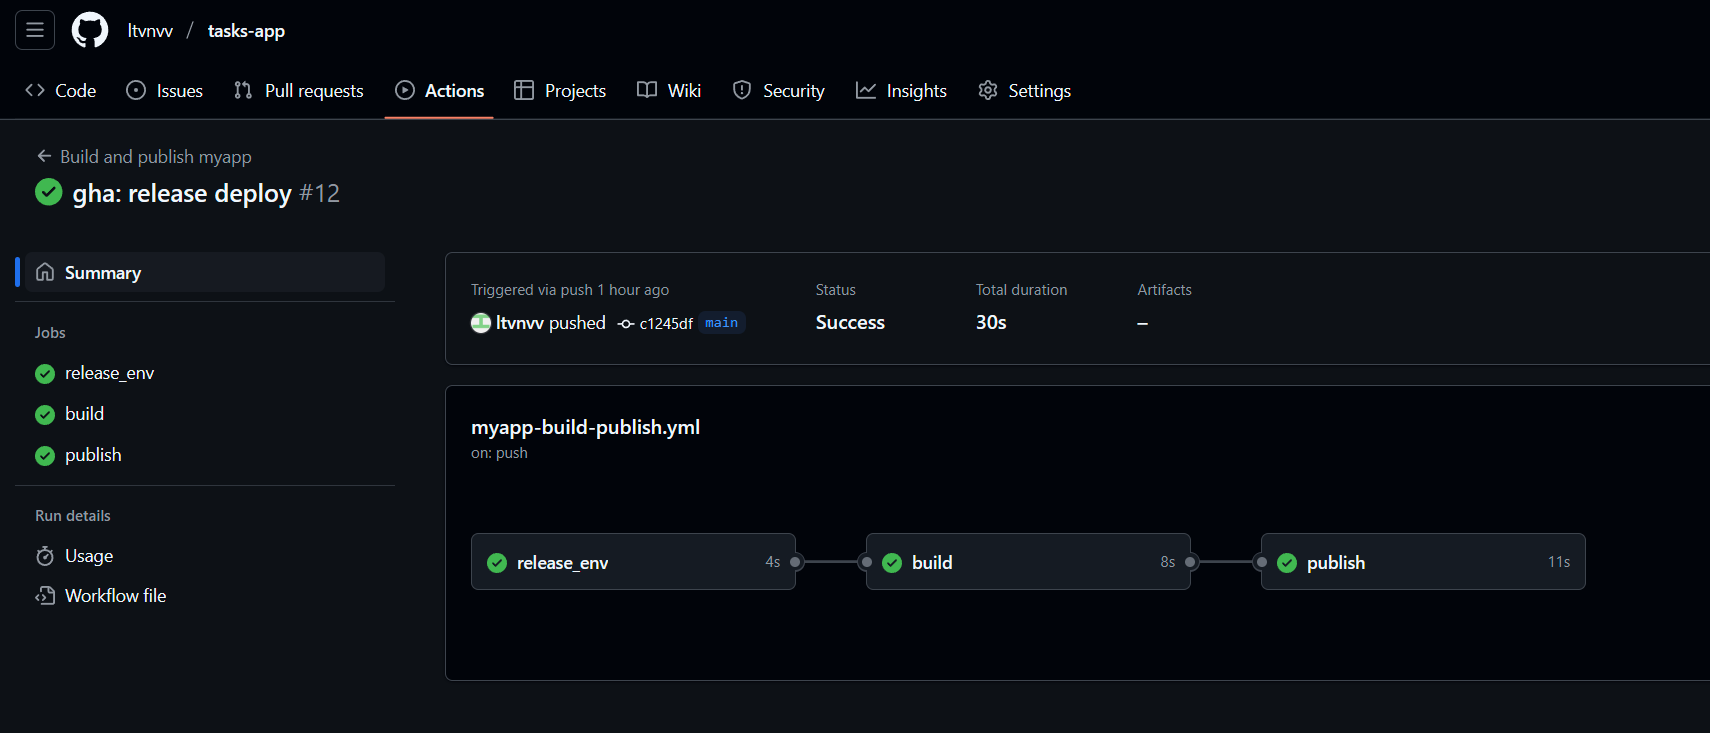 ltvnvv / tasks-app
Code Issues Pull requests Actions Projects Wiki Security Insights Settings
Build and publish myapp
gha: release deploy #12
Summary
Jobs
release_env
build
publish
Run details
Usage
Workflow file
Triggered via push 1 hour ago
ltvnvv pushed c1245df main
Status
Success
Total duration
30s
Artifacts
–
myapp-build-publish.yml
on: push
release_env 4s
build 8s
publish 11s